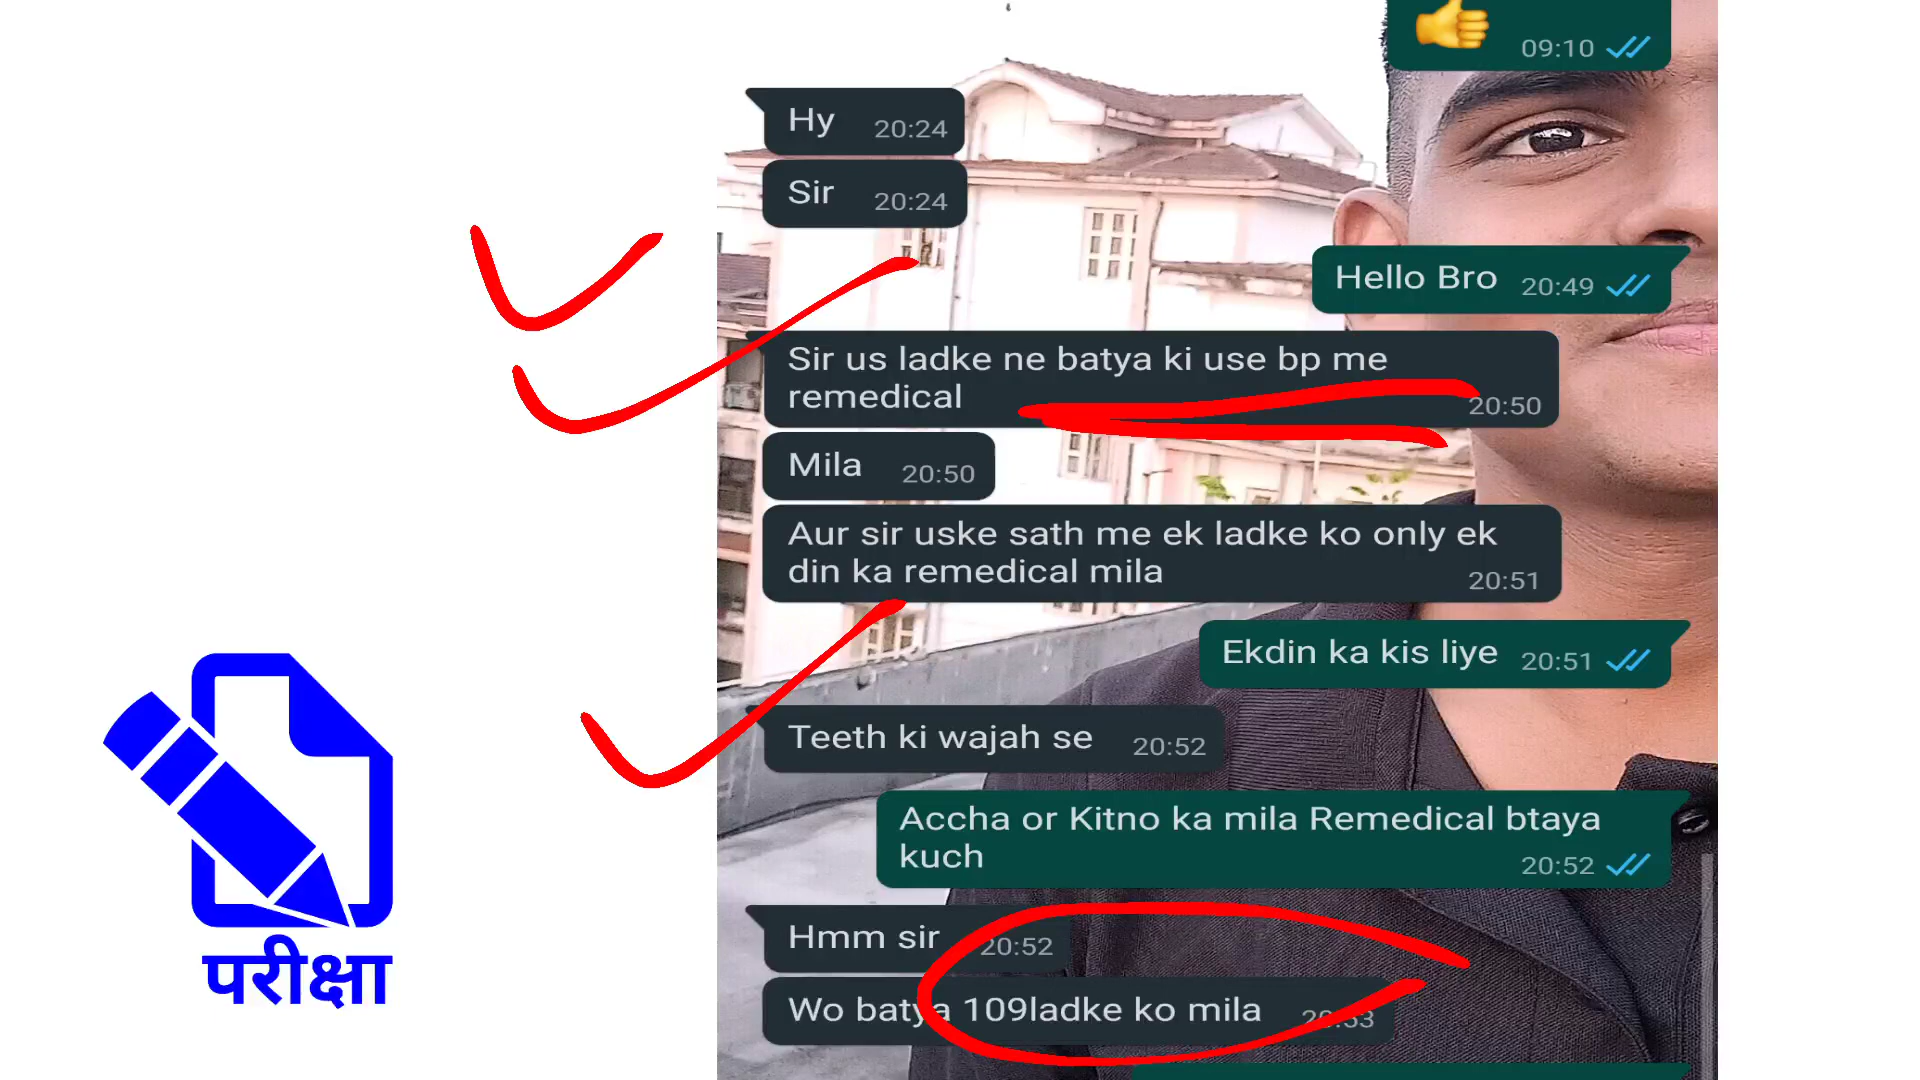 09:10
Hy 20:24
Sir 20:24
Hello Bro 20:49
Sir us ladke ne batya ki use bp me
remedical 20:50
Mila 20:50
Aur sir uske sath me ek ladke ko only ek
din ka remedical mila 20:51
Ekdin ka kis liye 20:51
Teeth ki wajah se 20:52
Accha or Kitno ka mila Remedical btaya
kuch 20:52
Hmm sir 20:52
Wo batya 109ladke ko mila 20:53
परीक्षा